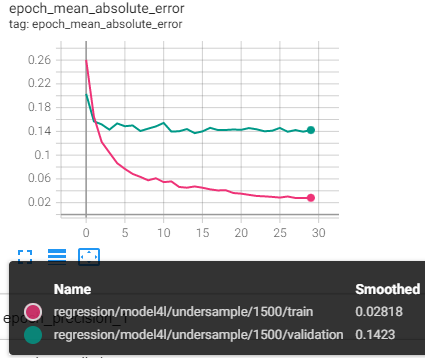 epoch_mean_absolute_error
tag: epoch_mean_absolute_error
0.26
0.22
0.18
0.14
0.1
0.06
0.02
0 5 10 15 20 25 30
Name Smoothed
regression/model4l/undersample/1500/train 0.02818
epoch_precision_1
regression/model4l/undersample/1500/validation 0.1423